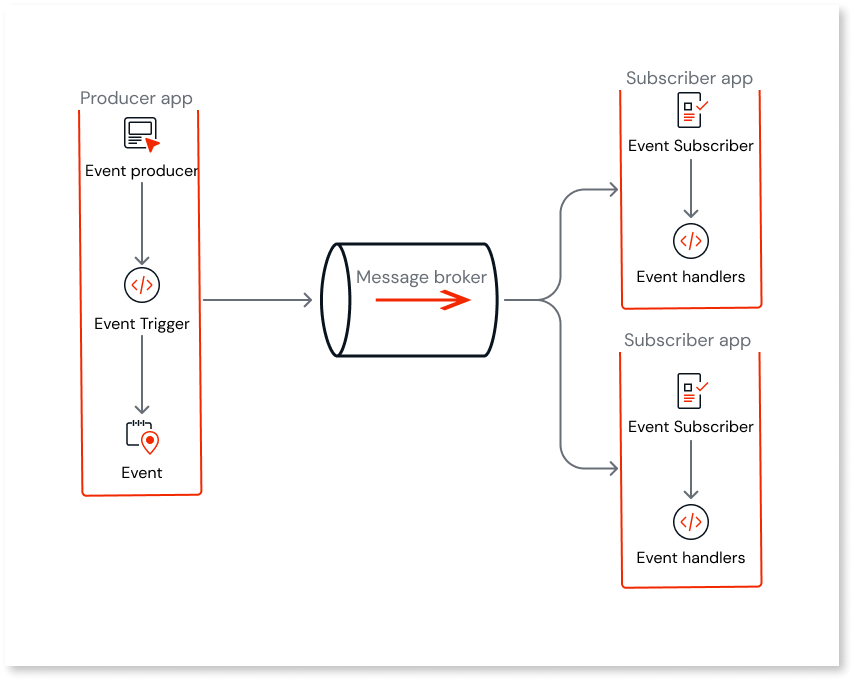 Producer app
Event producer
Event Trigger
Event
Message broker
Subscriber app
Event Subscriber
Event handlers
Subscriber app
Event Subscriber
Event handlers